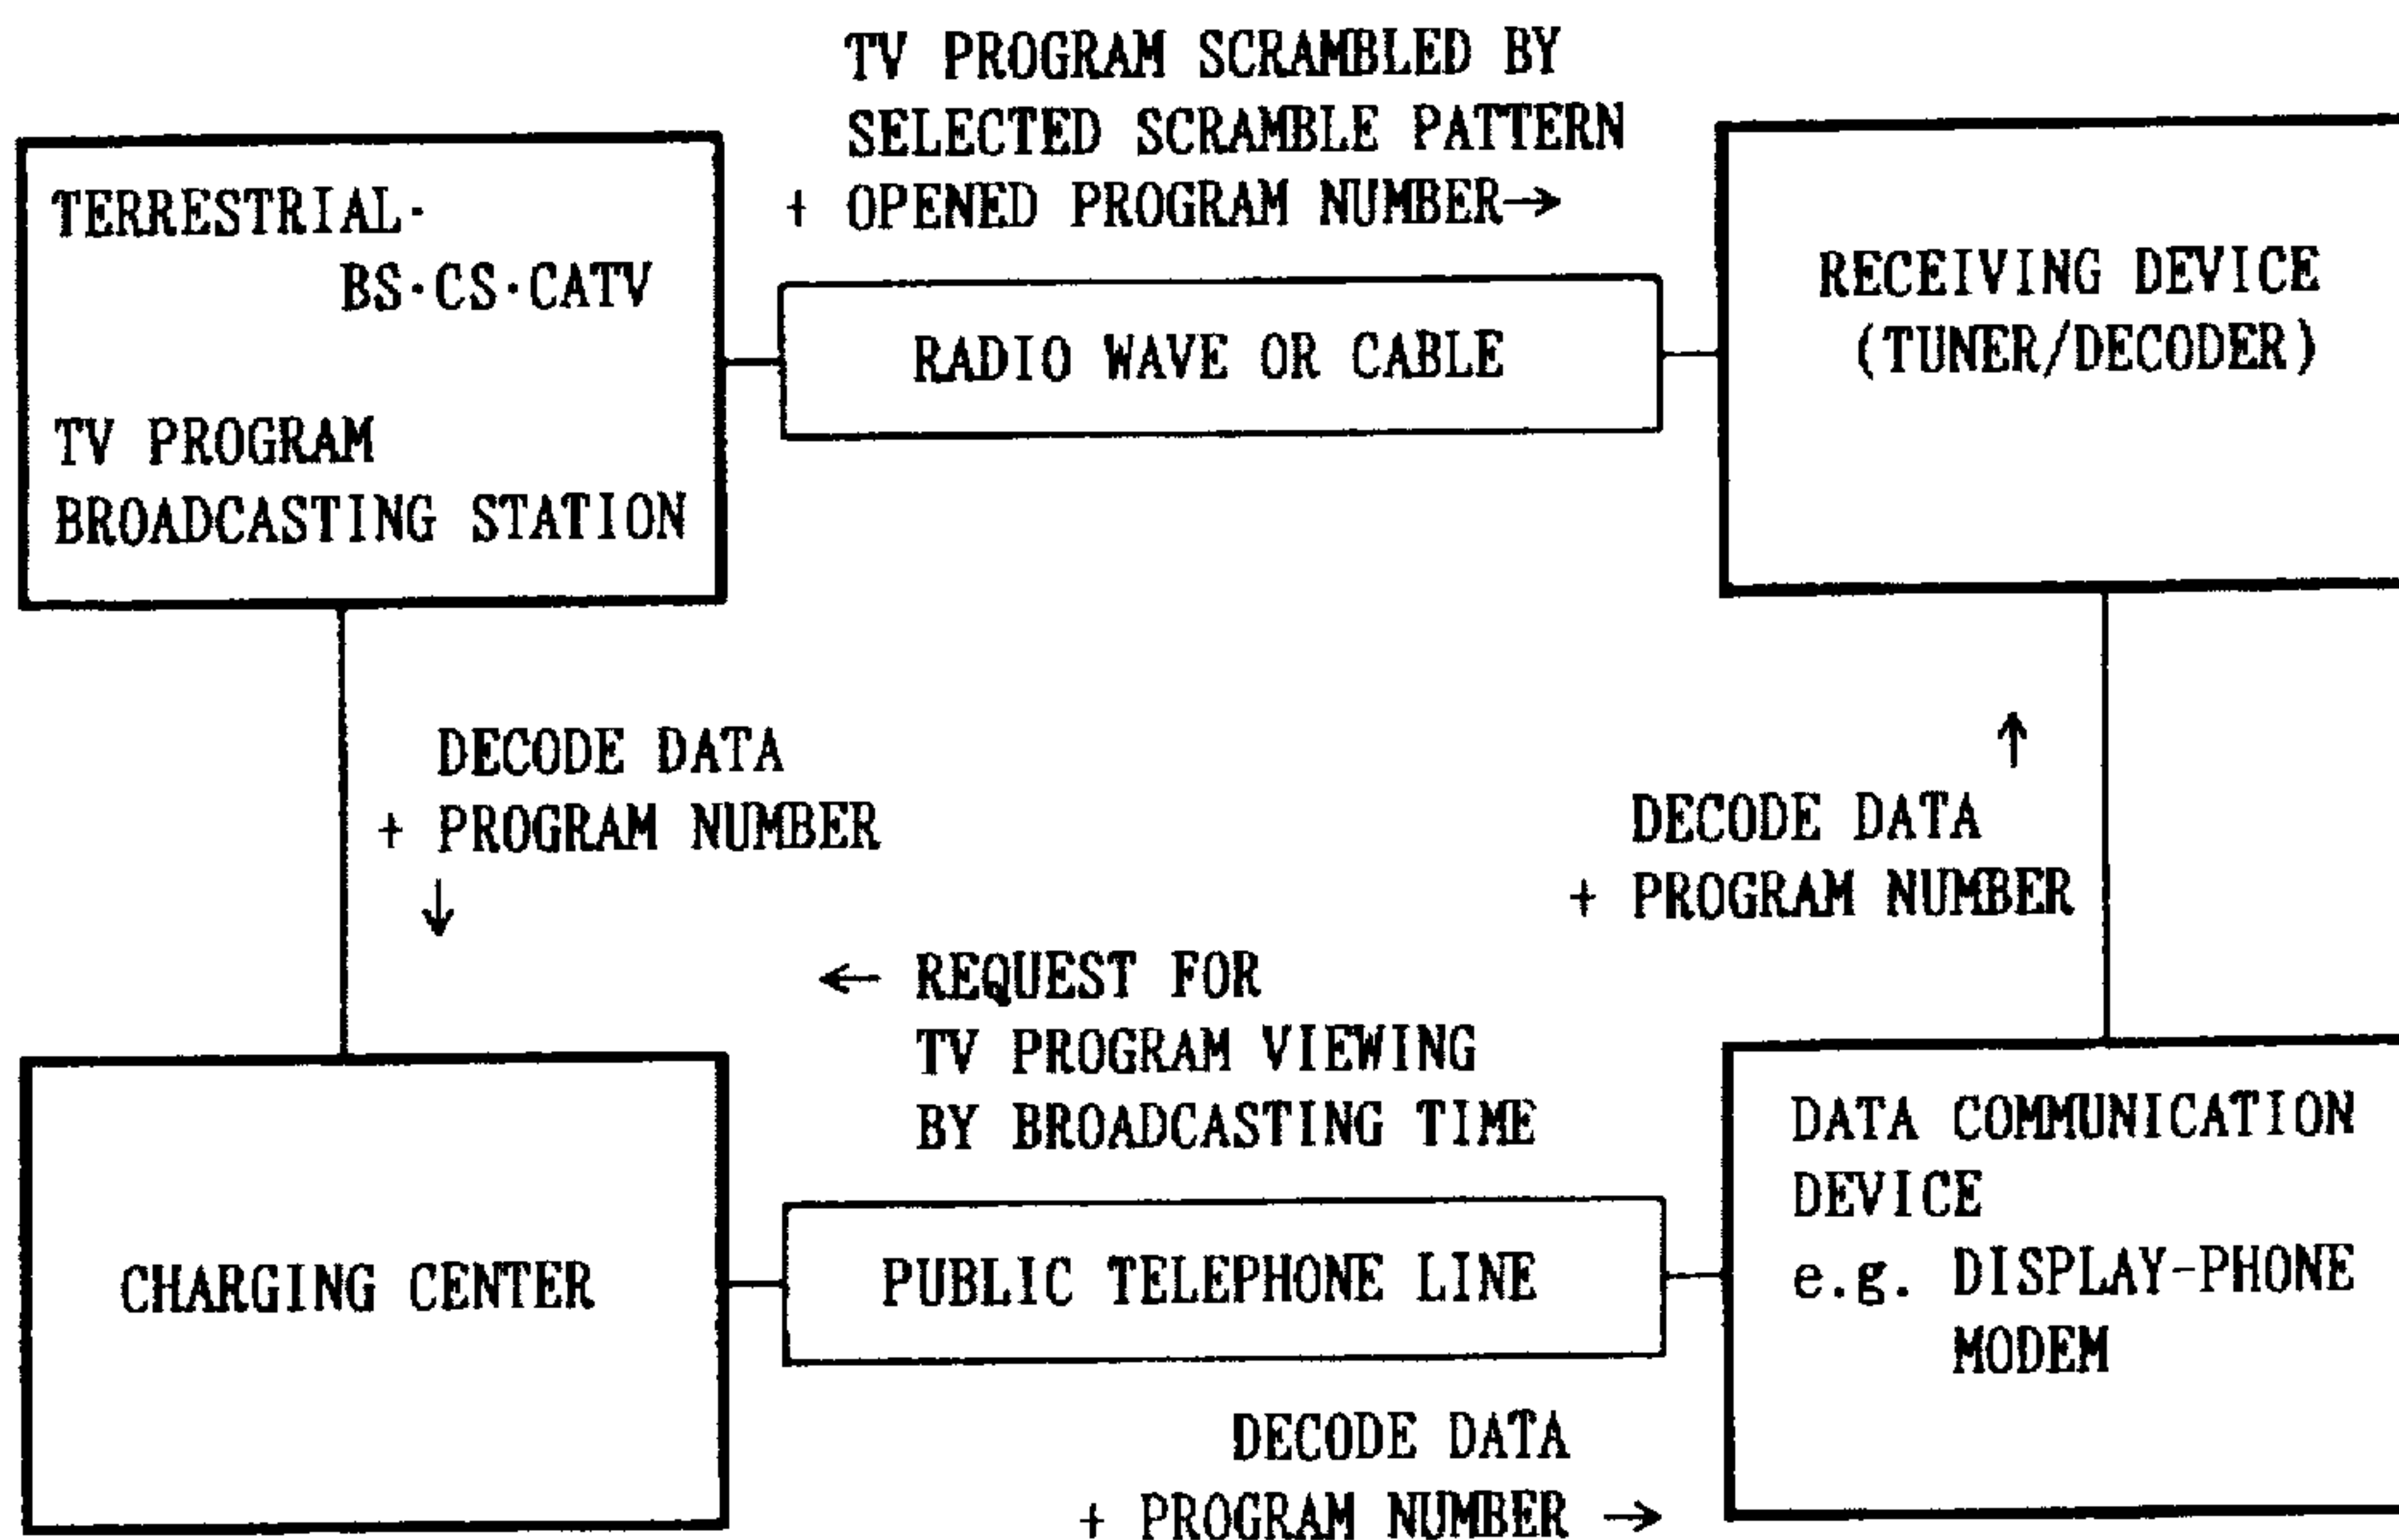 TV PROGRAM SCRAMBLED BY
SELECTED SCRAMBLE PATTERN
+ OPENED PROGRAM NUMBER→
TERRESTRIAL·
BS·CS·CATV
TV PROGRAM
BROADCASTING STATION
RADIO WAVE OR CABLE
RECEIVING DEVICE
(TUNER/DECODER)
DECODE DATA
+ PROGRAM NUMBER
↓
↑
DECODE DATA
+ PROGRAM NUMBER
← REQUEST FOR
TV PROGRAM VIEWING
BY BROADCASTING TIME
CHARGING CENTER
PUBLIC TELEPHONE LINE
DATA COMMUNICATION
DEVICE
e.g. DISPLAY-PHONE
MODEM
DECODE DATA
+ PROGRAM NUMBER →